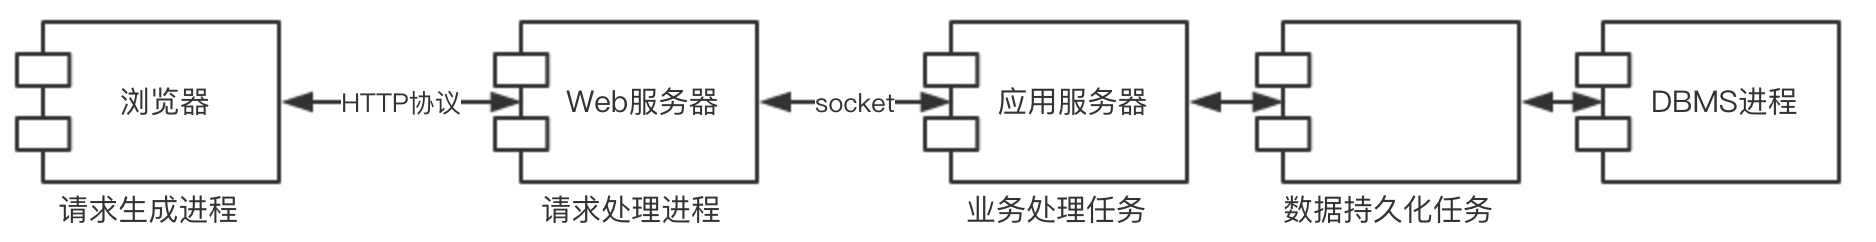 浏览器
HTTP协议
Web服务器
socket
应用服务器
DBMS进程
请求生成进程
请求处理进程
业务处理任务
数据持久化任务